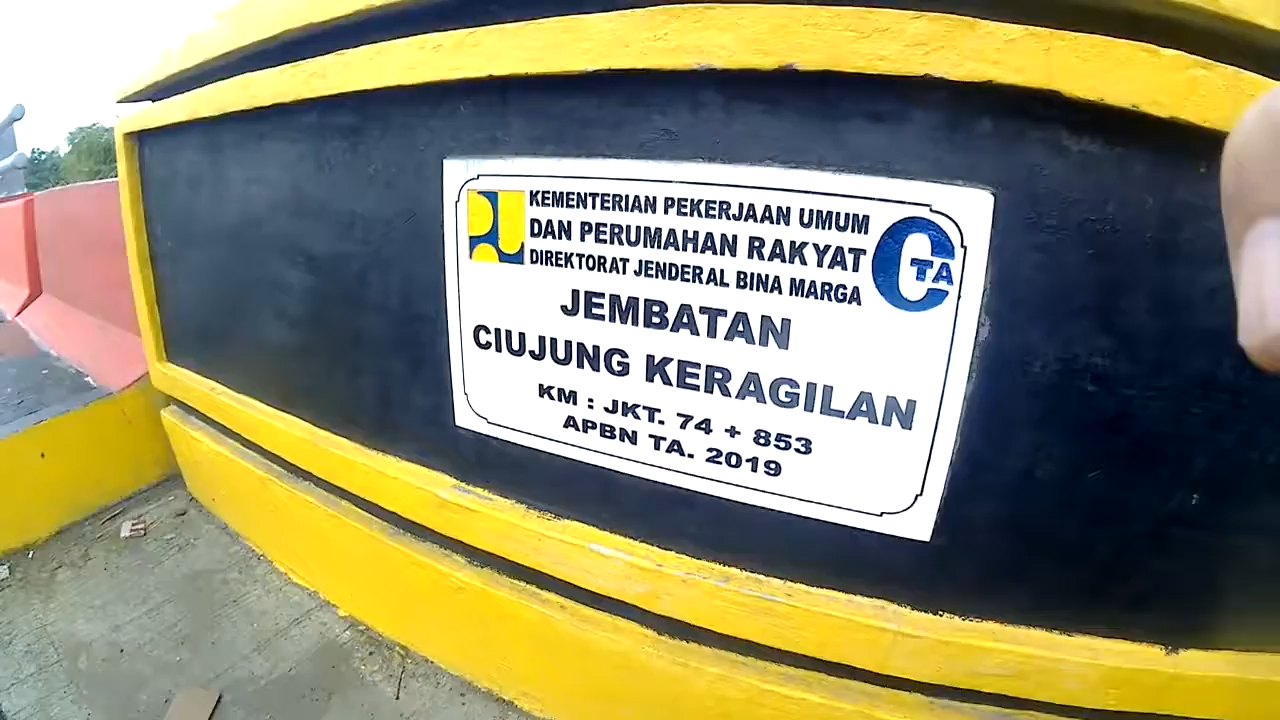 KEMENTERIAN PEKERJAAN UMUM
DAN PERUMAHAN RAKYAT
DIREKTORAT JENDERAL BINA MARGA
CTA
JEMBATAN
CIUJUNG KERAGILAN
KM : JKT. 74 + 853
APBN TA. 2019